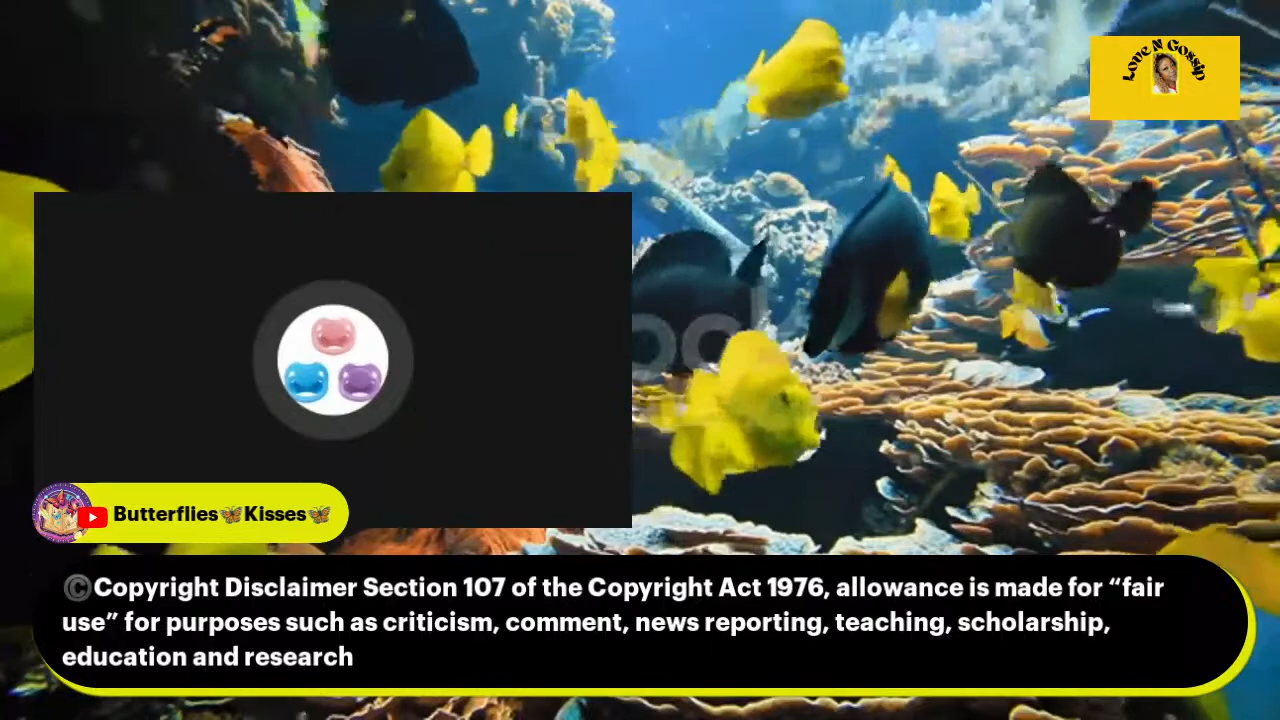 Love N Gossip
Butterflies🦋Kisses🦋
©Copyright Disclaimer Section 107 of the Copyright Act 1976, allowance is made for “fair
use” for purposes such as criticism, comment, news reporting, teaching, scholarship,
education and research